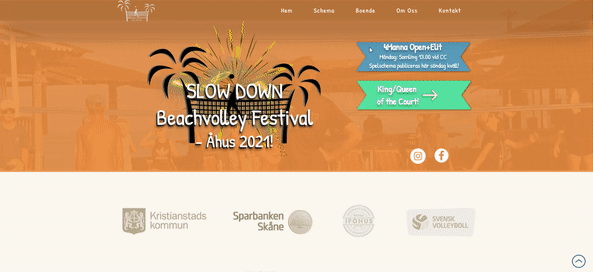 Hem Schema Boende Om Oss Kontakt
SLOW DOWN
Beachvolley Festival
- Åhus 2021!
4Manna Open+Elit
Måndag: Samling 13.00 vid CC
Spelschema publiceras här söndag kväll!
King/Queen
of the Court!
Kristianstads
kommun
Sparbanken
Skåne
SVENSK
VOLLEYBOLL